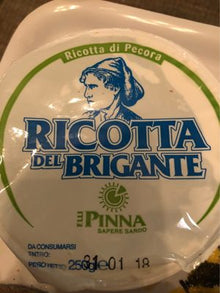 Ricotta di Pecora
RICOTTA
DEL BRIGANTE
F.LLI PINNA
SAPERE SARDO
DA CONSUMARSI
ENTRO: 31 01 18
PESO NETTO: 250g e